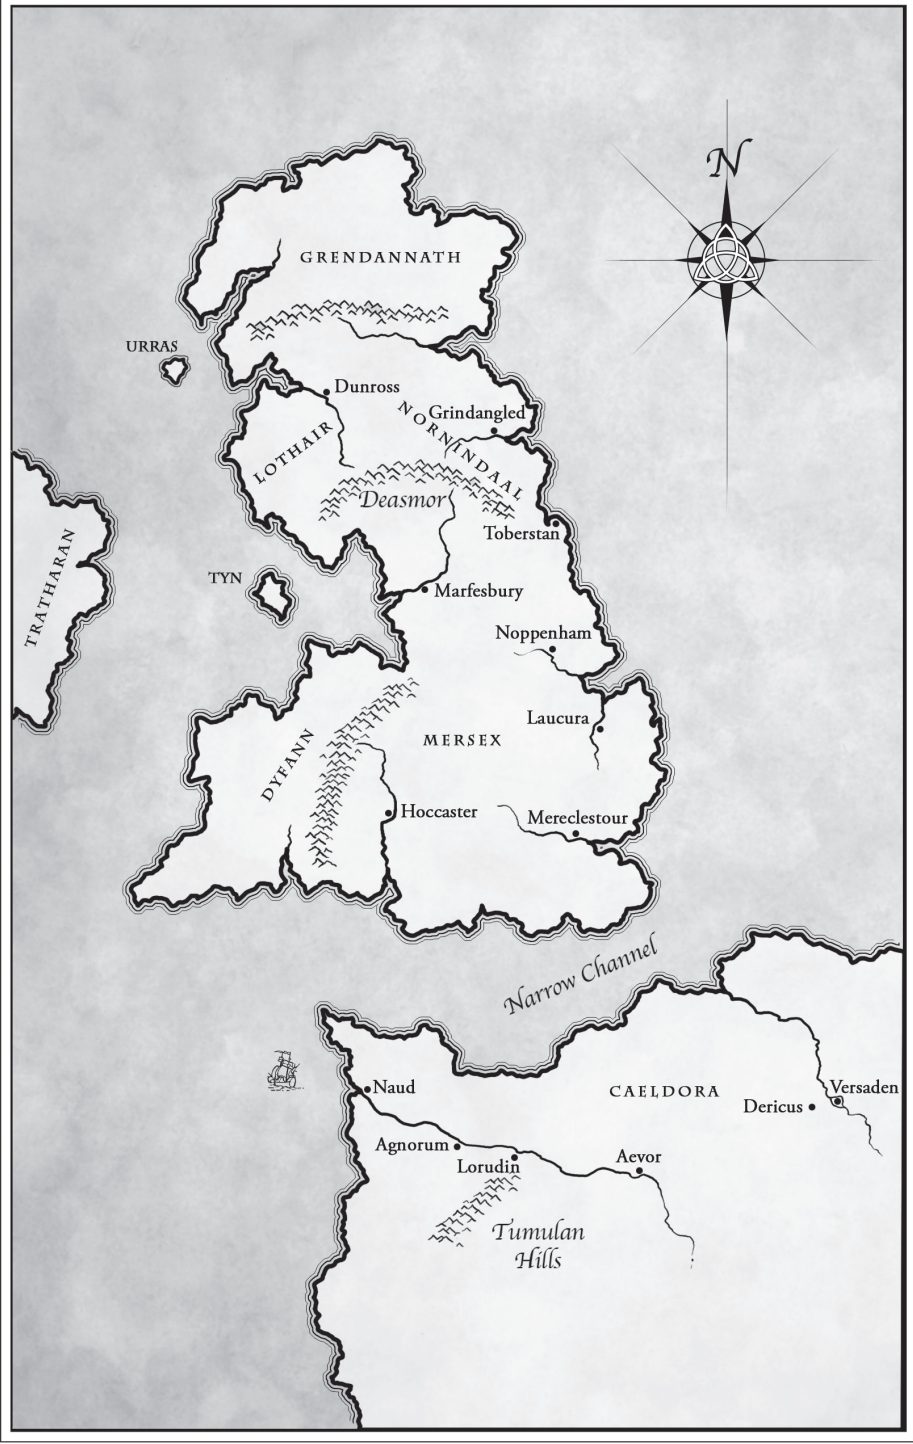 N
GRENDANNATH
URRAS
Dunross
NORNINDAAL
Grindangled
LOTHAIR
Deasmor
Toberstan
TRATHARAN
TYN
Marfesbury
Noppenham
Laucura
MERSEX
DYFANN
Hoccaster
Mereclestour
Narrow Channel
Naud
CAELDORA
Versaden
Dericus
Agnorum
Lorudin
Aevor
Tumulan
Hills